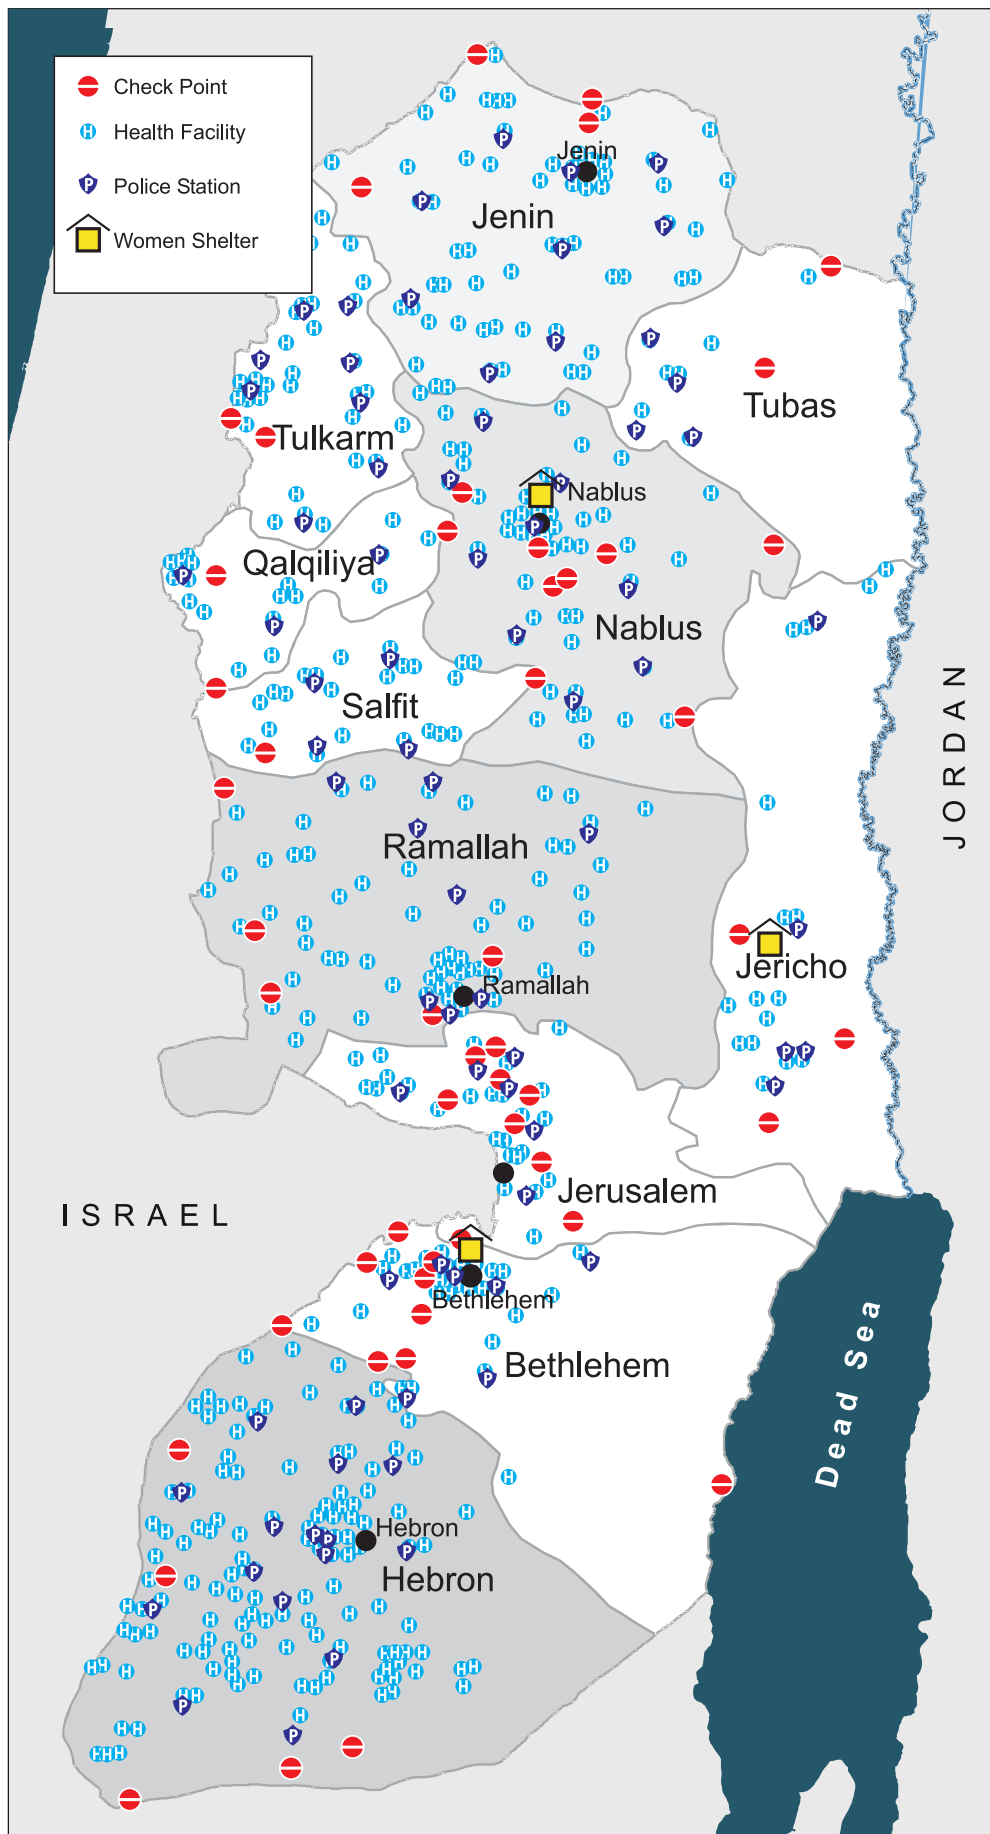 Check Point
Health Facility
Police Station
Women Shelter
Jenin
Jenin
Tubas
Tulkarm
Nablus
Qalqiliya
Nablus
Salfit
JORDAN
Ramallah
Jericho
Ramallah
Jerusalem
ISRAEL
Bethlehem
Bethlehem
Dead Sea
Hebron
Hebron